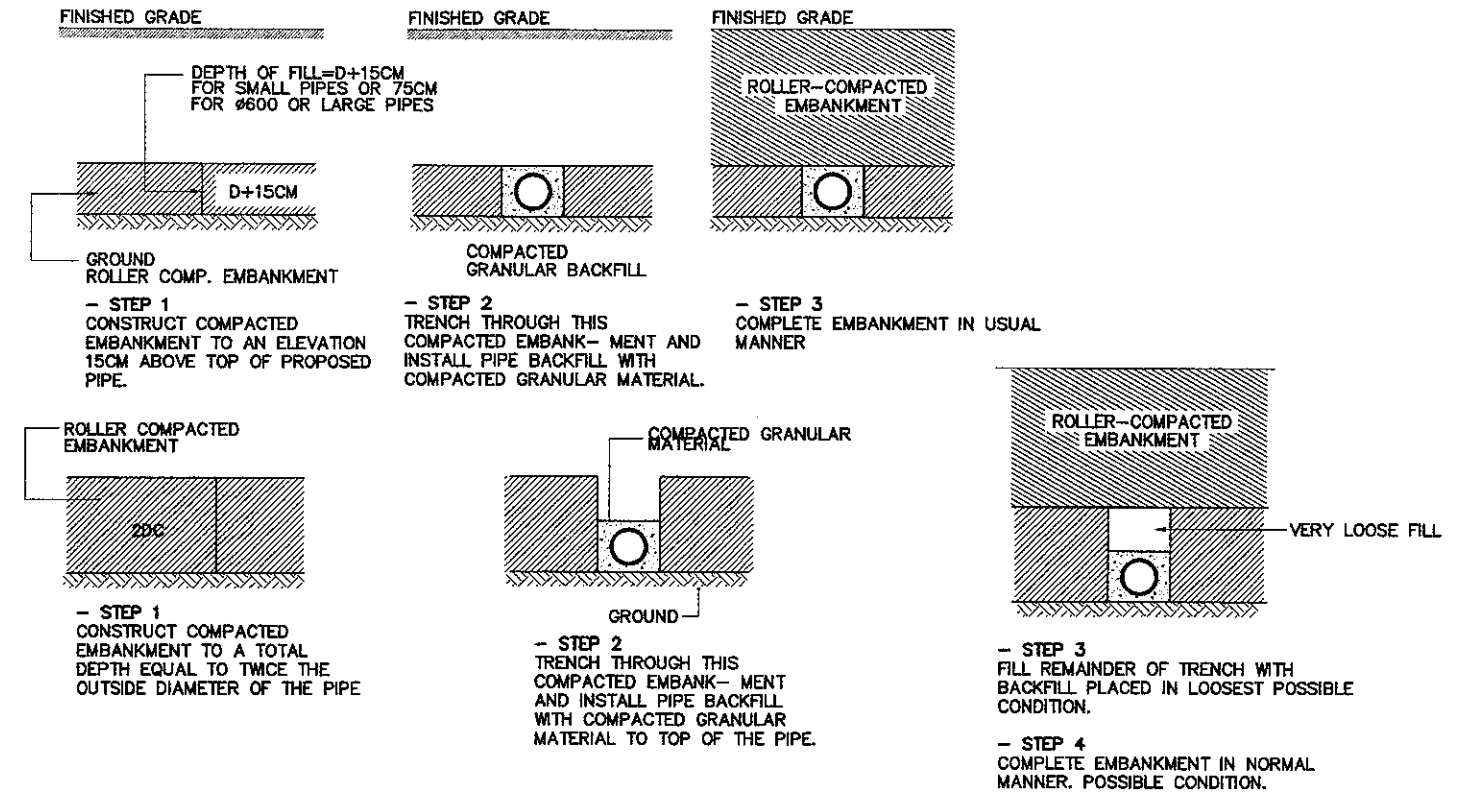 FINISHED GRADE
DEPTH OF FILL=D+15CM
FOR SMALL PIPES OR 75CM
FOR ø600 OR LARGE PIPES
D+15CM
GROUND
ROLLER COMP. EMBANKMENT
– STEP 1
CONSTRUCT COMPACTED
EMBANKMENT TO AN ELEVATION
15CM ABOVE TOP OF PROPOSED
PIPE.
FINISHED GRADE
COMPACTED
GRANULAR BACKFILL
– STEP 2
TRENCH THROUGH THIS
COMPACTED EMBANK– MENT AND
INSTALL PIPE BACKFILL WITH
COMPACTED GRANULAR MATERIAL.
FINISHED GRADE
ROLLER–COMPACTED
EMBANKMENT
– STEP 3
COMPLETE EMBANKMENT IN USUAL
MANNER
ROLLER COMPACTED
EMBANKMENT
2DC
– STEP 1
CONSTRUCT COMPACTED
EMBANKMENT TO A TOTAL
DEPTH EQUAL TO TWICE THE
OUTSIDE DIAMETER OF THE PIPE
COMPACTED GRANULAR
MATERIAL
GROUND
– STEP 2
TRENCH THROUGH THIS
COMPACTED EMBANK– MENT
AND INSTALL PIPE BACKFILL
WITH COMPACTED GRANULAR
MATERIAL TO TOP OF THE PIPE.
ROLLER–COMPACTED
EMBANKMENT
VERY LOOSE FILL
– STEP 3
FILL REMAINDER OF TRENCH WITH
BACKFILL PLACED IN LOOSEST POSSIBLE
CONDITION.
– STEP 4
COMPLETE EMBANKMENT IN NORMAL
MANNER. POSSIBLE CONDITION.